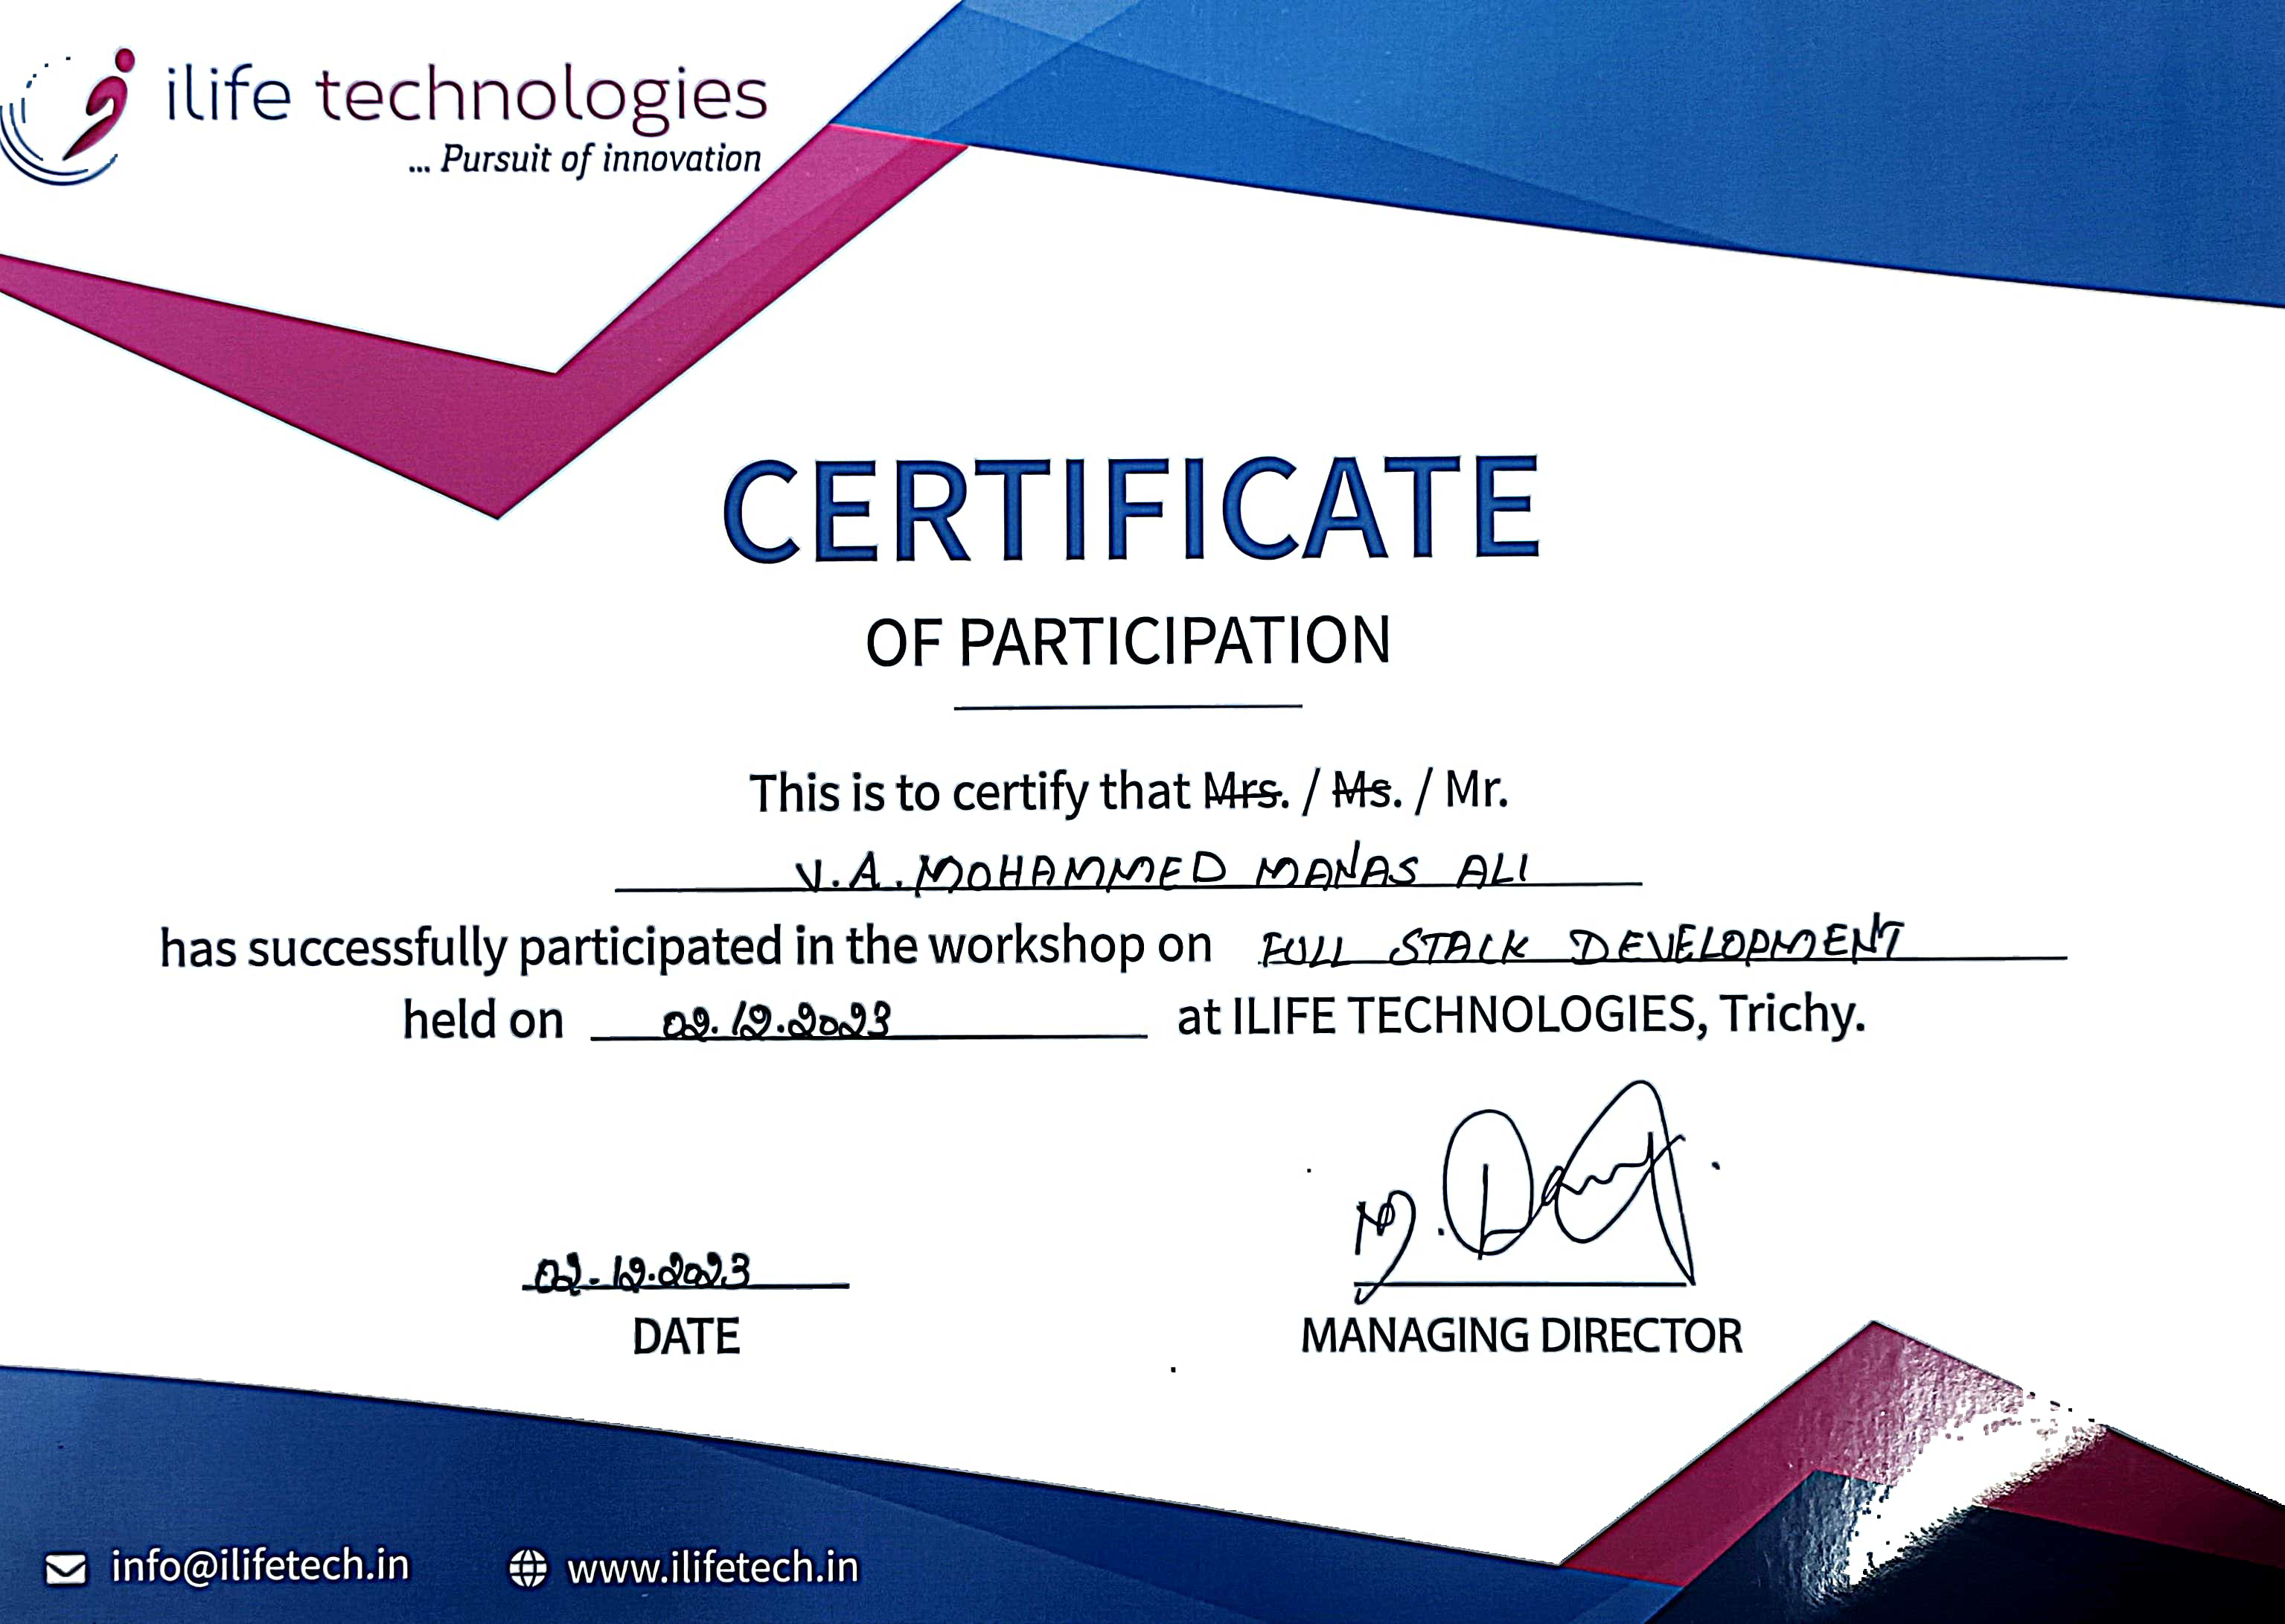 ilife technologies
... Pursuit of innovation
CERTIFICATE
OF PARTICIPATION
This is to certify that Mrs. / Ms. / Mr.
V.A. MOHAMMED MANAS ALI
has successfully participated in the workshop on FULL STACK DEVELOPMENT
held on 02.12.2023 at ILIFE TECHNOLOGIES, Trichy.
02.12.2023
DATE
MANAGING DIRECTOR
info@ilifetech.in www.ilifetech.in